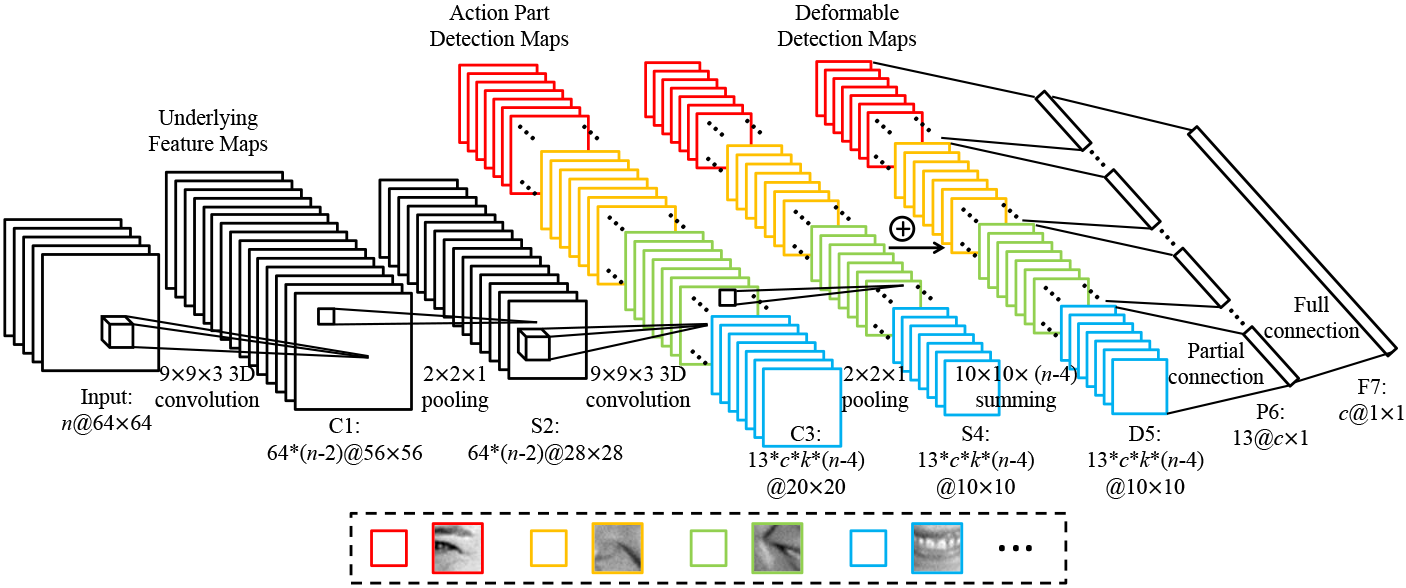 Action Part
Detection Maps
Deformable
Detection Maps
Underlying
Feature Maps
Full
connection
Partial
connection
9×9×3 3D
convolution
2×2×1
pooling
9×9×3 3D
convolution
2×2×1
pooling
10×10× (n-4)
summing
Input:
n@64×64
C1:
64*(n-2)@56×56
S2:
64*(n-2)@28×28
C3:
13*c*k*(n-4)
@20×20
S4:
13*c*k*(n-4)
@10×10
D5:
13*c*k*(n-4)
@10×10
P6:
13@c×1
F7:
c@1×1